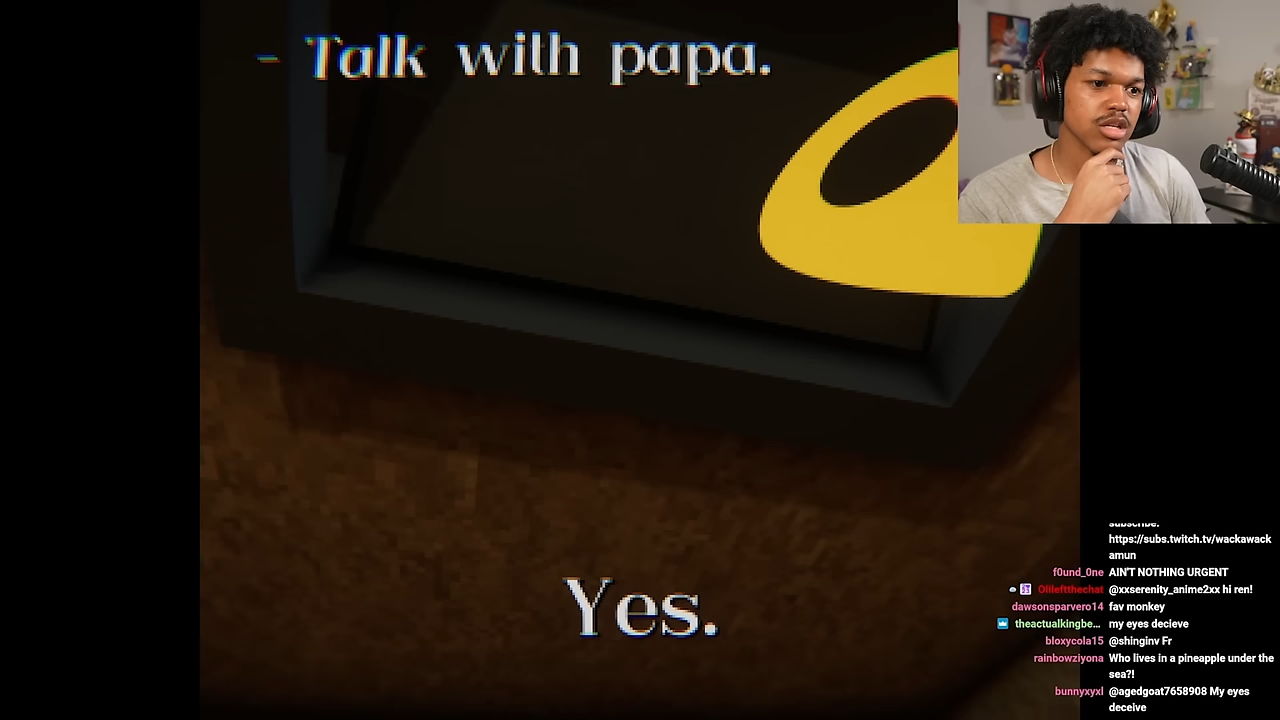 - Talk with papa.
Yes.
subscribe:
https://subs.twitch.tv/wackawack
amun
f0und_0ne AIN'T NOTHING URGENT
Olileftthechat @xxserenity_anime2xx hi ren!
dawsonsparvero14 fav monkey
theactualkingbe... my eyes decieve
bloxycola15 @shinginv Fr
rainbowziyona Who lives in a pineapple under the
sea?!
bunnyxyxl @agedgoat7658908 My eyes
deceive